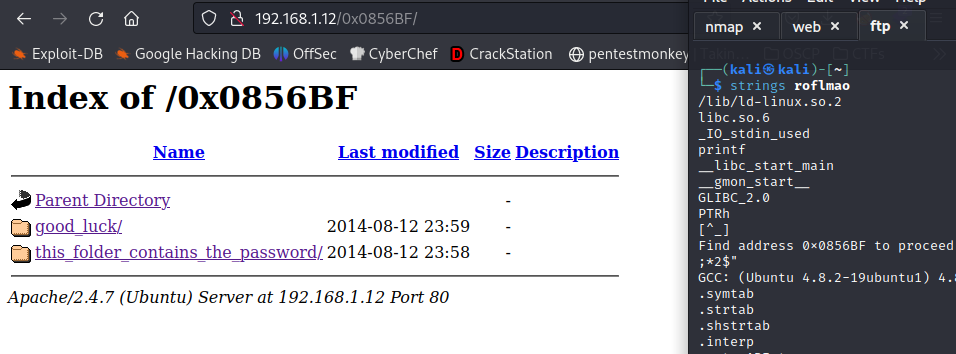 192.168.1.12/0x0856BF/
Exploit-DB Google Hacking DB OffSec CyberChef CrackStation pentestmonkey
Index of /0x0856BF
Name Last modified Size Description
Parent Directory -
good_luck/ 2014-08-12 23:59 -
this_folder_contains_the_password/ 2014-08-12 23:58 -
Apache/2.4.7 (Ubuntu) Server at 192.168.1.12 Port 80
nmap × web × ftp ×
(kali㉿kali)-[~]
$ strings roflmao
/lib/ld-linux.so.2
libc.so.6
_IO_stdin_used
printf
__libc_start_main
__gmon_start__
GLIBC_2.0
PTRh
[^_]
Find address 0x0856BF to proceed
;*2$"
GCC: (Ubuntu 4.8.2-19ubuntu1) 4.8
.symtab
.strtab
.shstrtab
.interp